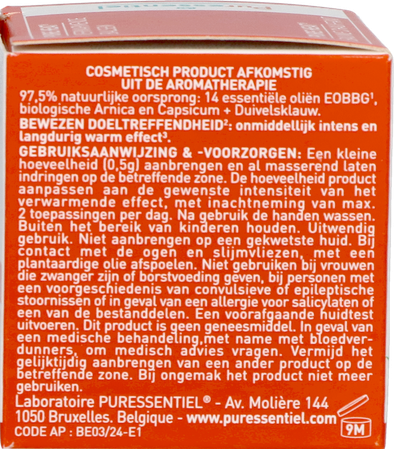 Puressentiel
COSMETISCH PRODUCT AFKOMSTIG
UIT DE AROMATHERAPIE
97,5% natuurlijke oorsprong: 14 essentiële oliën EOBBG¹,
biologische Arnica en Capsicum + Duivelsklauw.
BEWEZEN DOELTREFFENDHEID²: onmiddellijk intens en
langdurig warm effect³.
GEBRUIKSAANWIJZING & -VOORZORGEN: Een kleine
hoeveelheid (0,5g) aanbrengen en al masserend laten
indringen op de betreffende zone. De hoeveelheid product
aanpassen aan de gewenste intensiteit van het
verwarmende effect, met inachtneming van max.
2 toepassingen per dag. Na gebruik de handen wassen.
Buiten het bereik van kinderen houden. Uitwendig
gebruik. Niet aanbrengen op een gekwetste huid. Bij
contact met de ogen en slijmvliezen, met een
plantaardige olie afspoelen. Niet gebruiken bij vrouwen
die zwanger zijn of borstvoeding geven, bij personen met
een voorgeschiedenis van convulsieve of epileptische
stoornissen of in geval van een allergie voor salicylaten of
een van de bestanddelen. Een voorafgaande huidtest
uitvoeren. Dit product is geen geneesmiddel. In geval van
een medische behandeling,met name met bloedver-
dunners, om medisch advies vragen. Vermijd het
gelijktijdig aanbrengen van een ander product op de
betreffende zone. Bij ongemak het product niet meer
gebruiken.
Laboratoire PURESSENTIEL® - Av. Molière 144
1050 Bruxelles. Belgique - www.puressentiel.com
CODE AP : BE03/24-E1
9M